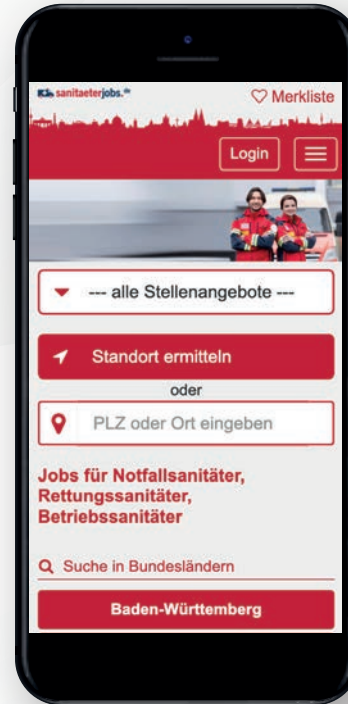 sanitaeterjobs.de
Merkliste
Login
--- alle Stellenangebote ---
Standort ermitteln
oder
PLZ oder Ort eingeben
Jobs für Notfallsanitäter,
Rettungssanitäter,
Betriebssanitäter
Suche in Bundesländern
Baden-Württemberg